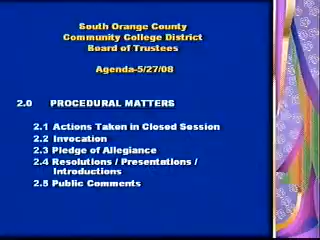 South Orange County
Community College District
Board of Trustees
Agenda-5/27/08
2.0 PROCEDURAL MATTERS
2.1 Actions Taken in Closed Session
2.2 Invocation
2.3 Pledge of Allegiance
2.4 Resolutions / Presentations /
Introductions
2.5 Public Comments